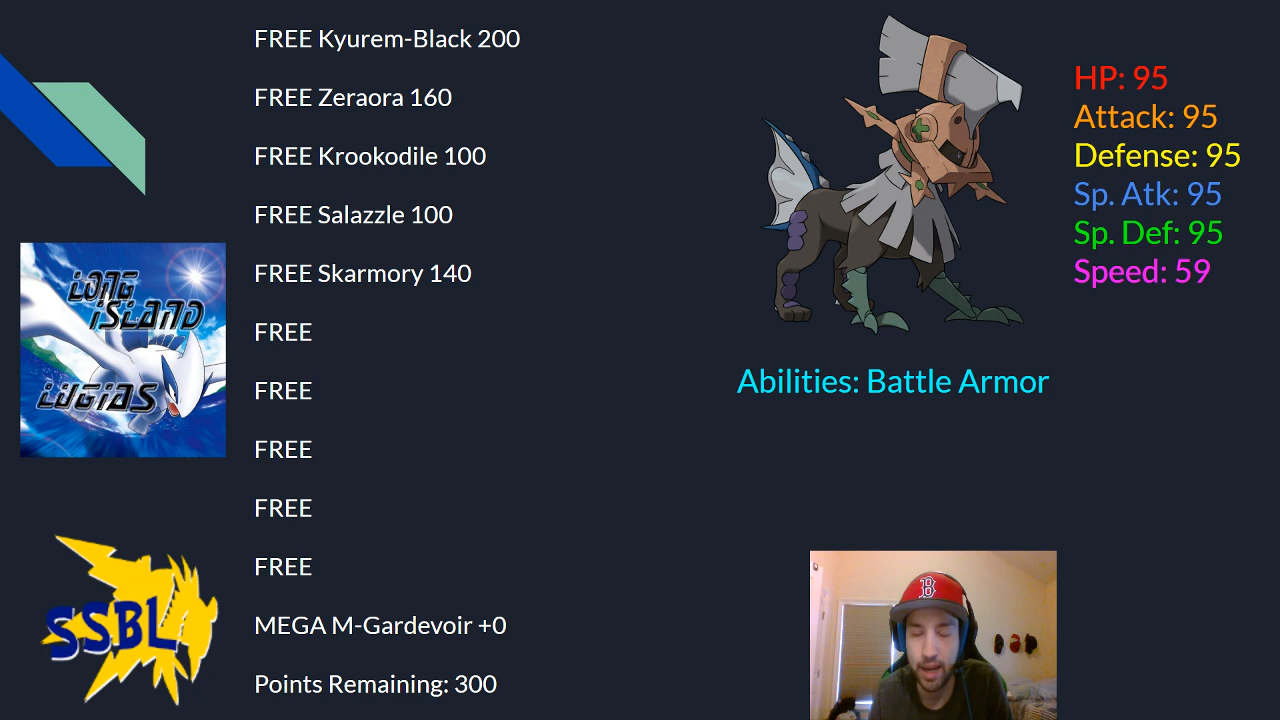 FREE Kyurem-Black 200
FREE Zeraora 160
FREE Krookodile 100
FREE Salazzle 100
FREE Skarmory 140
FREE
FREE
FREE
FREE
FREE
MEGA M-Gardevoir +0
Points Remaining: 300
LONG
ISLAND
LUGIAS
SSBL
HP: 95
Attack: 95
Defense: 95
Sp. Atk: 95
Sp. Def: 95
Speed: 59
Abilities: Battle Armor
B